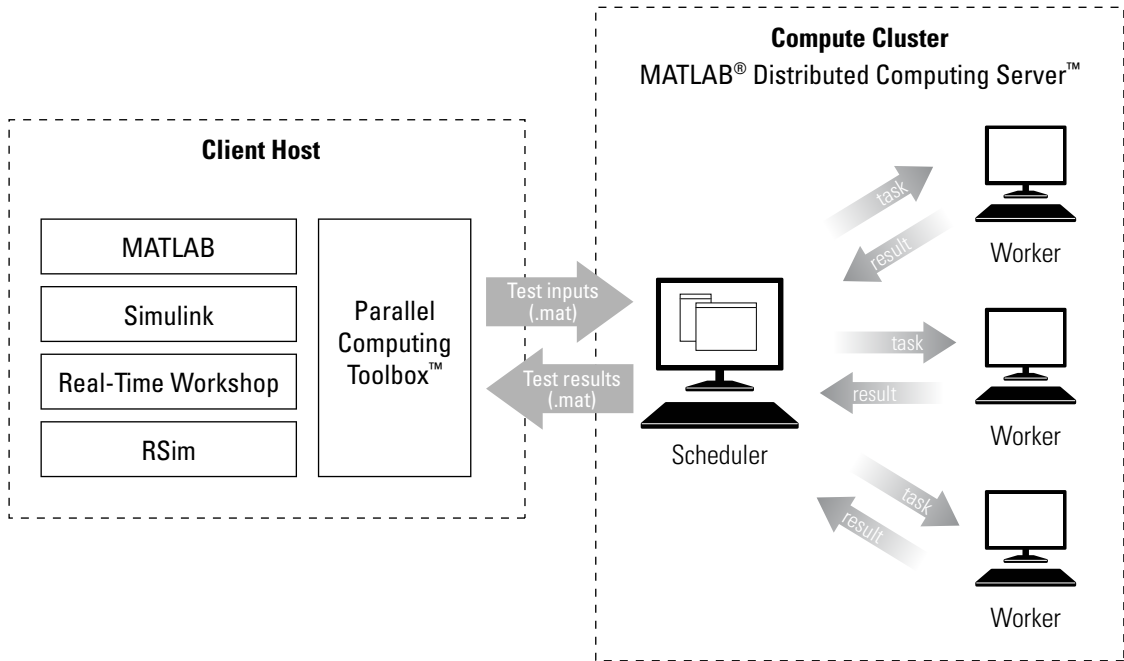 Client Host
MATLAB
Simulink
Real-Time Workshop
RSim
Parallel
Computing
Toolbox™
Test inputs
(.mat)
Test results
(.mat)
Compute Cluster
MATLAB® Distributed Computing Server™
Scheduler
task
result
Worker
task
result
Worker
task
result
Worker